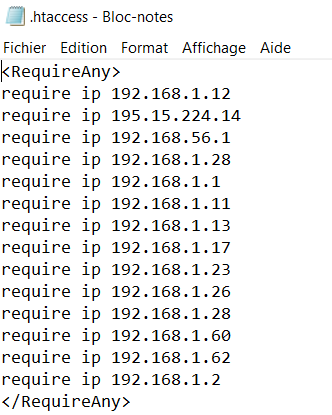 .htaccess - Bloc-notes
Fichier Edition Format Affichage Aide
<RequireAny>
require ip 192.168.1.12
require ip 195.15.224.14
require ip 192.168.56.1
require ip 192.168.1.28
require ip 192.168.1.1
require ip 192.168.1.11
require ip 192.168.1.13
require ip 192.168.1.17
require ip 192.168.1.23
require ip 192.168.1.26
require ip 192.168.1.28
require ip 192.168.1.60
require ip 192.168.1.62
require ip 192.168.1.2
</RequireAny>